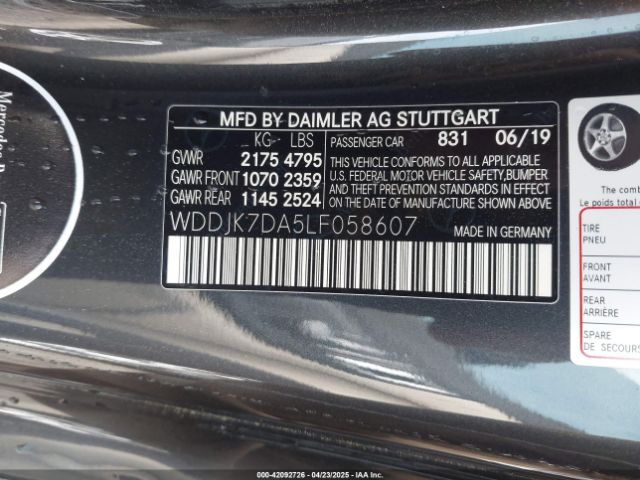 Mercedes
MFD BY DAIMLER AG STUTTGART
KG LBS PASSENGER CAR 831 06/19
GWR 2175 4795
GAWR FRONT 1070 2359
GAWR REAR 1145 2524
THIS VEHICLE CONFORMS TO ALL APPLICABLE
U.S. FEDERAL MOTOR VEHICLE SAFETY,BUMPER
AND THEFT PREVENTION STANDARDS IN EFFECT
ON THE DATE OF MANUFACTURE SHOWN ABOVE.
WDDJK7DA5LF058607 MADE IN GERMANY
The comb
Le poids total
TIRE
PNEU
FRONT
AVANT
REAR
ARRIÈRE
SPARE
DE SECOURS
000-42092726 - 04/23/2025 - IAAI, INC.